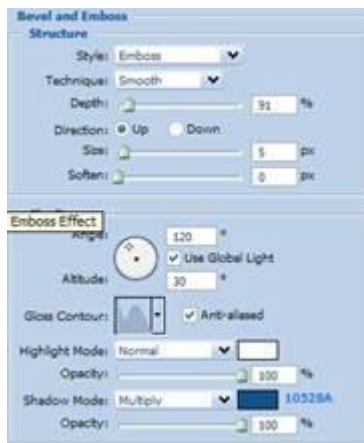 Bevel and Emboss
Structure
Style: Emboss
Technique: Smooth
Depth: 91 %
Direction: Up Down
Size: 5 px
Soften: 0 px
Emboss Effect
Angle: 120 °
Use Global Light
Altitude: 30 °
Gloss Contour: Anti-aliased
Highlight Mode: Normal
Opacity: 100 %
Shadow Mode: Multiply 10528A
Opacity: 100 %